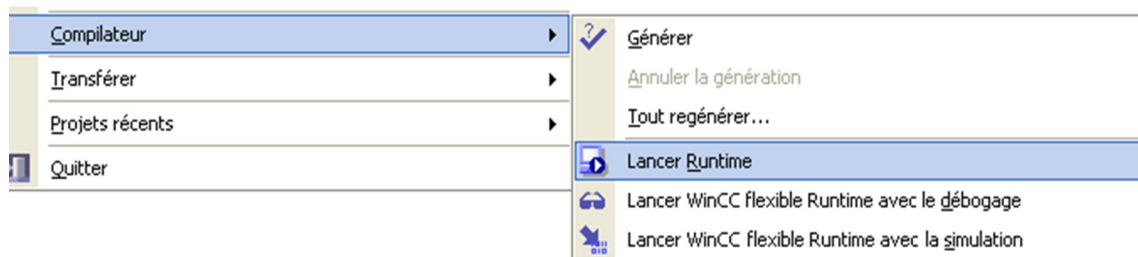 Compilateur
Transférer
Projets récents
Quitter
Générer
Annuler la génération
Tout regénérer...
Lancer Runtime
Lancer WinCC flexible Runtime avec le débogage
Lancer WinCC flexible Runtime avec la simulation